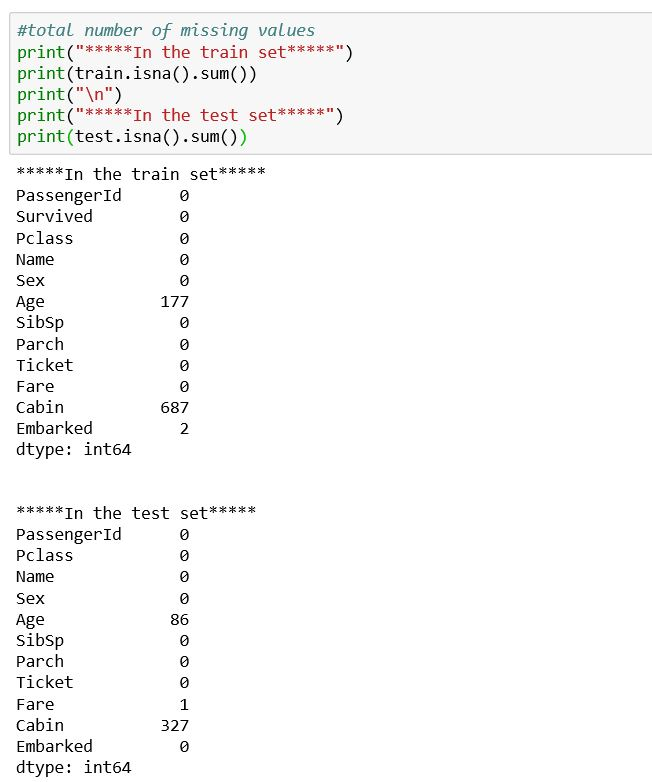 #total number of missing values
print("*****In the train set*****")
print(train.isna().sum())
print("\n")
print("*****In the test set*****")
print(test.isna().sum())
*****In the train set*****
PassengerId      0
Survived         0
Pclass           0
Name             0
Sex              0
Age            177
SibSp            0
Parch            0
Ticket           0
Fare             0
Cabin          687
Embarked         2
dtype: int64
*****In the test set*****
PassengerId      0
Pclass           0
Name             0
Sex              0
Age             86
SibSp            0
Parch            0
Ticket           0
Fare             1
Cabin          327
Embarked         0
dtype: int64